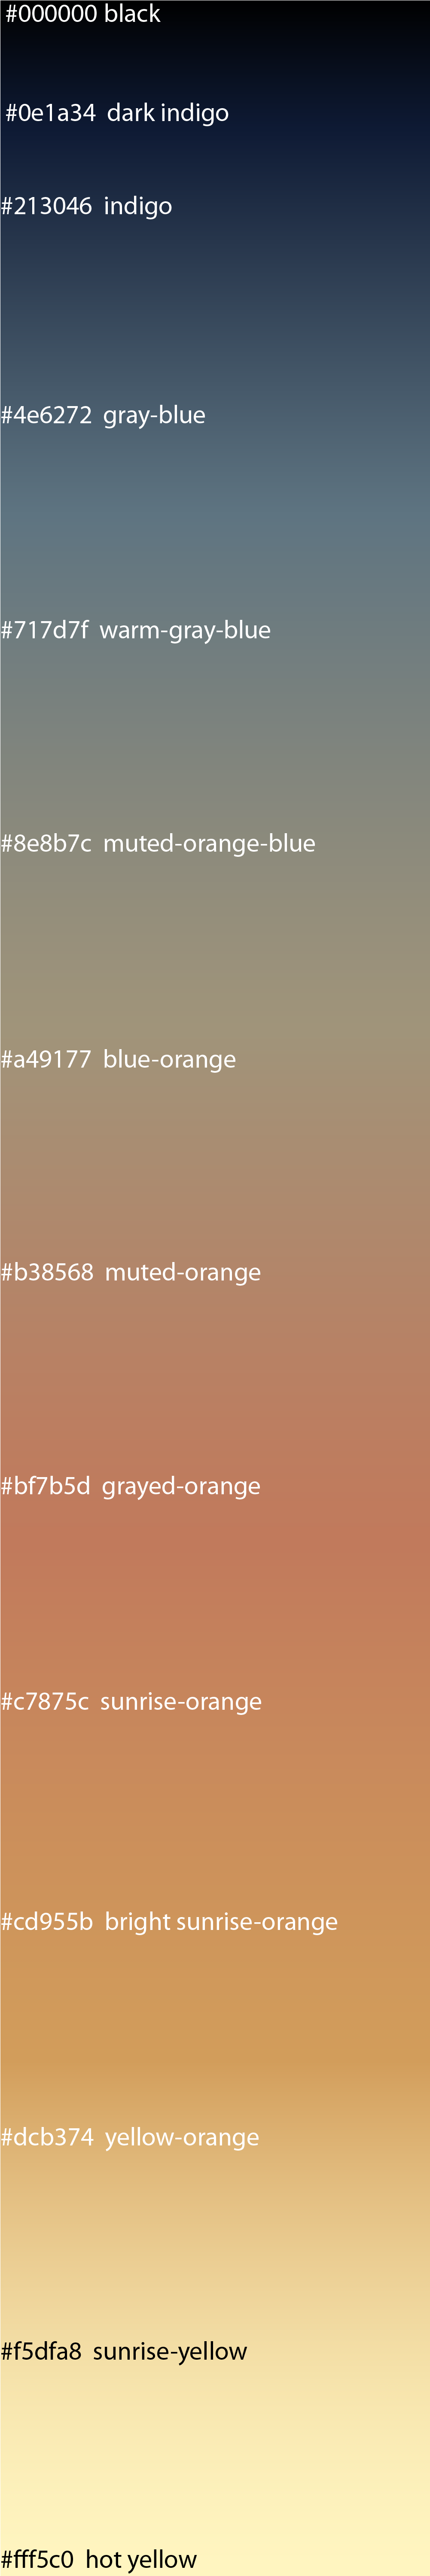 #000000 black
#0e1a34 dark indigo
#213046 indigo
#4e6272 gray-blue
#717d7f warm-gray-blue
#8e8b7c muted-orange-blue
#a49177 blue-orange
#b38568 muted-orange
#bf7b5d grayed-orange
#c7875c sunrise-orange
#cd955b bright sunrise-orange
#dcb374 yellow-orange
#f5dfa8 sunrise-yellow
#fff5c0 hot yellow